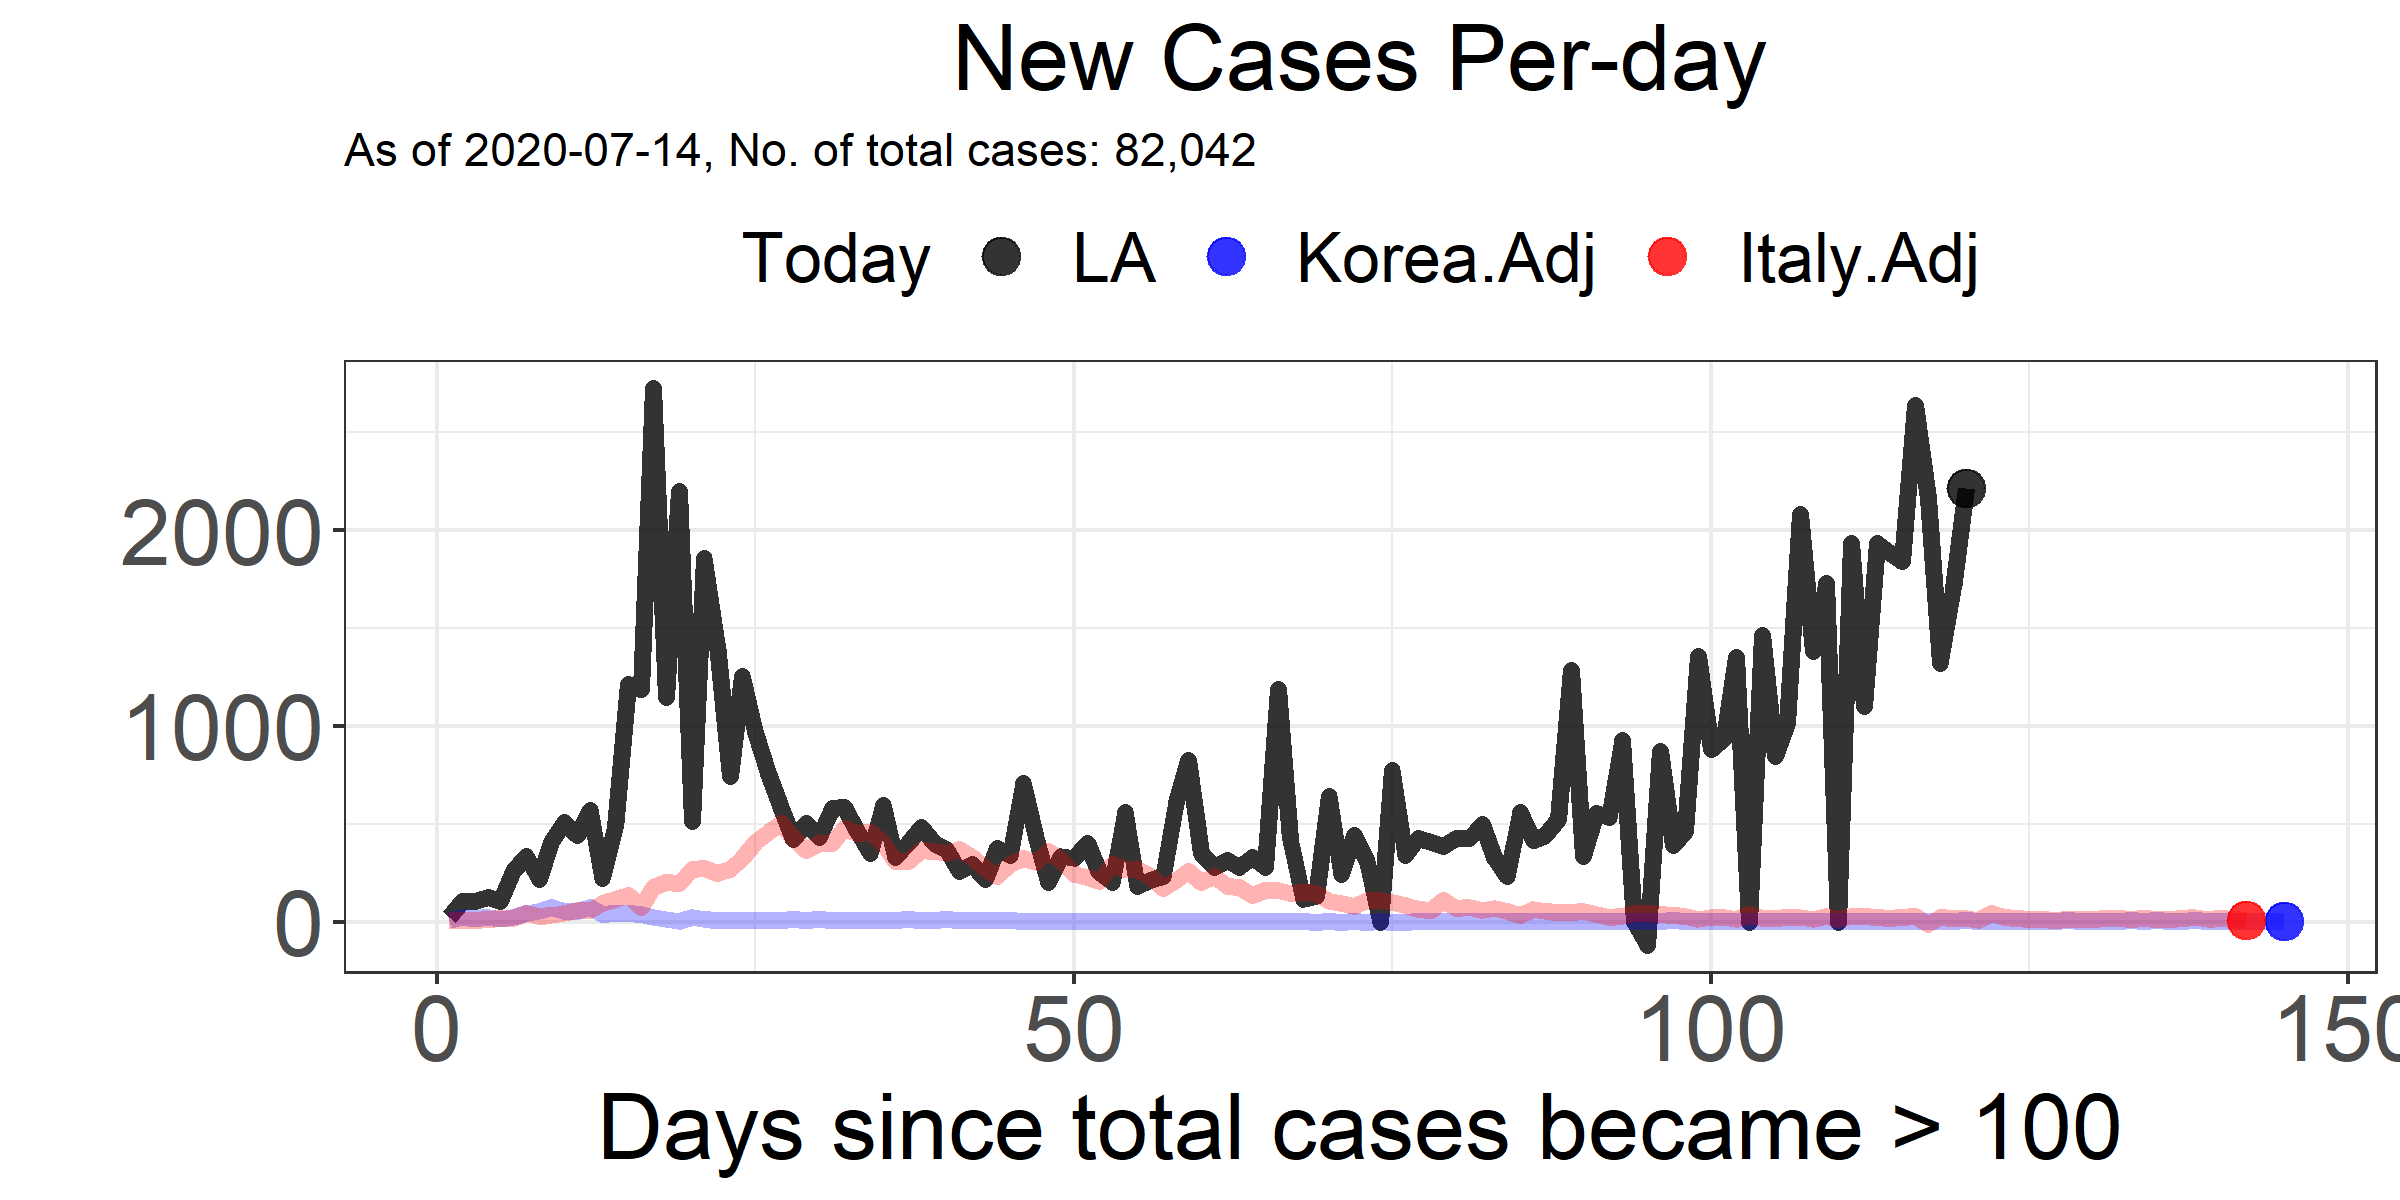 New Cases Per-day
As of 2020-07-14, No. of total cases: 82,042
Today LA Korea.Adj Italy.Adj
2000
1000
0
0 50 100 150
Days since total cases became > 100